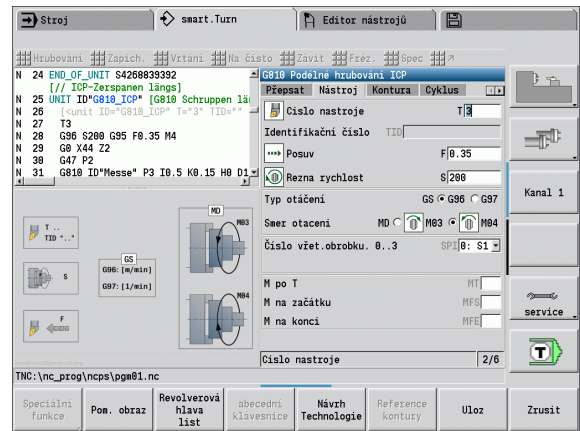 Stroj
smart.Turn
Editor nástrojů
Hrubování
Zapich.
Vrtání
Na čisto
Závit
Fréz.
Spec
N 24 END_OF_UNIT S4268039392
[// ICP-Zerspanen längs]
N 25 UNIT ID"G810_ICP" [G810 Schruppen lä
N 26 [<unit ID="G810_ICP" T="3" TID=""
N 27 T3
N 28 G96 S200 G95 F0.35 M4
N 29 G0 X44 Z2
N 30 G47 P2
N 31 G810 ID"Messe" P3 I0.5 K0.15 H0 D1
G810 Podélné hrubování ICP
Přepsat
Nástroj
Kontura
Cyklus
Cislo nastroje
T 3
Identifikační číslo
TID
Posuv
F 0.35
Rezna rychlost
S 200
Typ otáčení
GS G96 G97
Smer otaceni
MD M03 M04
Číslo vřet.obrobku. 0..3
SPI 0: S1
M po T
MT
M na začátku
MFS
M na konci
MFE
Cislo nastroje
2/6
T ..
TID ".."
S
F
GS
G96: [m/min]
G97: [1/min]
MD
M03
M04
TNC:\nc_prog\ncps\pgm01.nc
Kanal 1
service
T
Speciální funkce
Pom. obraz
Revolverová hlava list
abecední klávesnice
Návrh Technologie
Reference kontury
Uloz
Zrusit